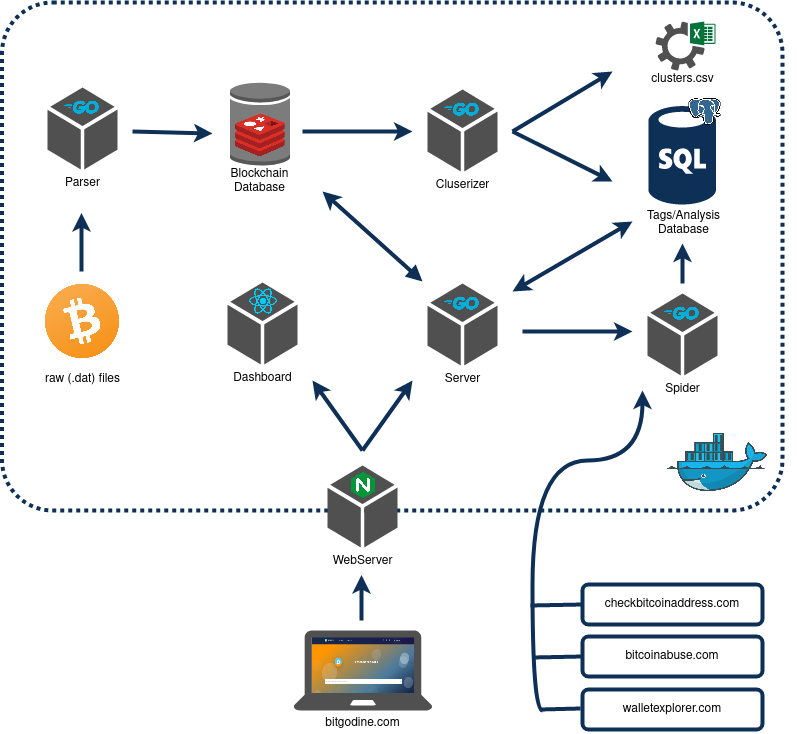 clusters.csv
GO
Parser
Blockchain
Database
GO
Cluserizer
SQL
Tags/Analysis
Database
raw (.dat) files
Dashboard
GO
Server
GO
Spider
N
WebServer
checkbitcoinaddress.com
bitcoinabuse.com
walletexplorer.com
bitgodine.com